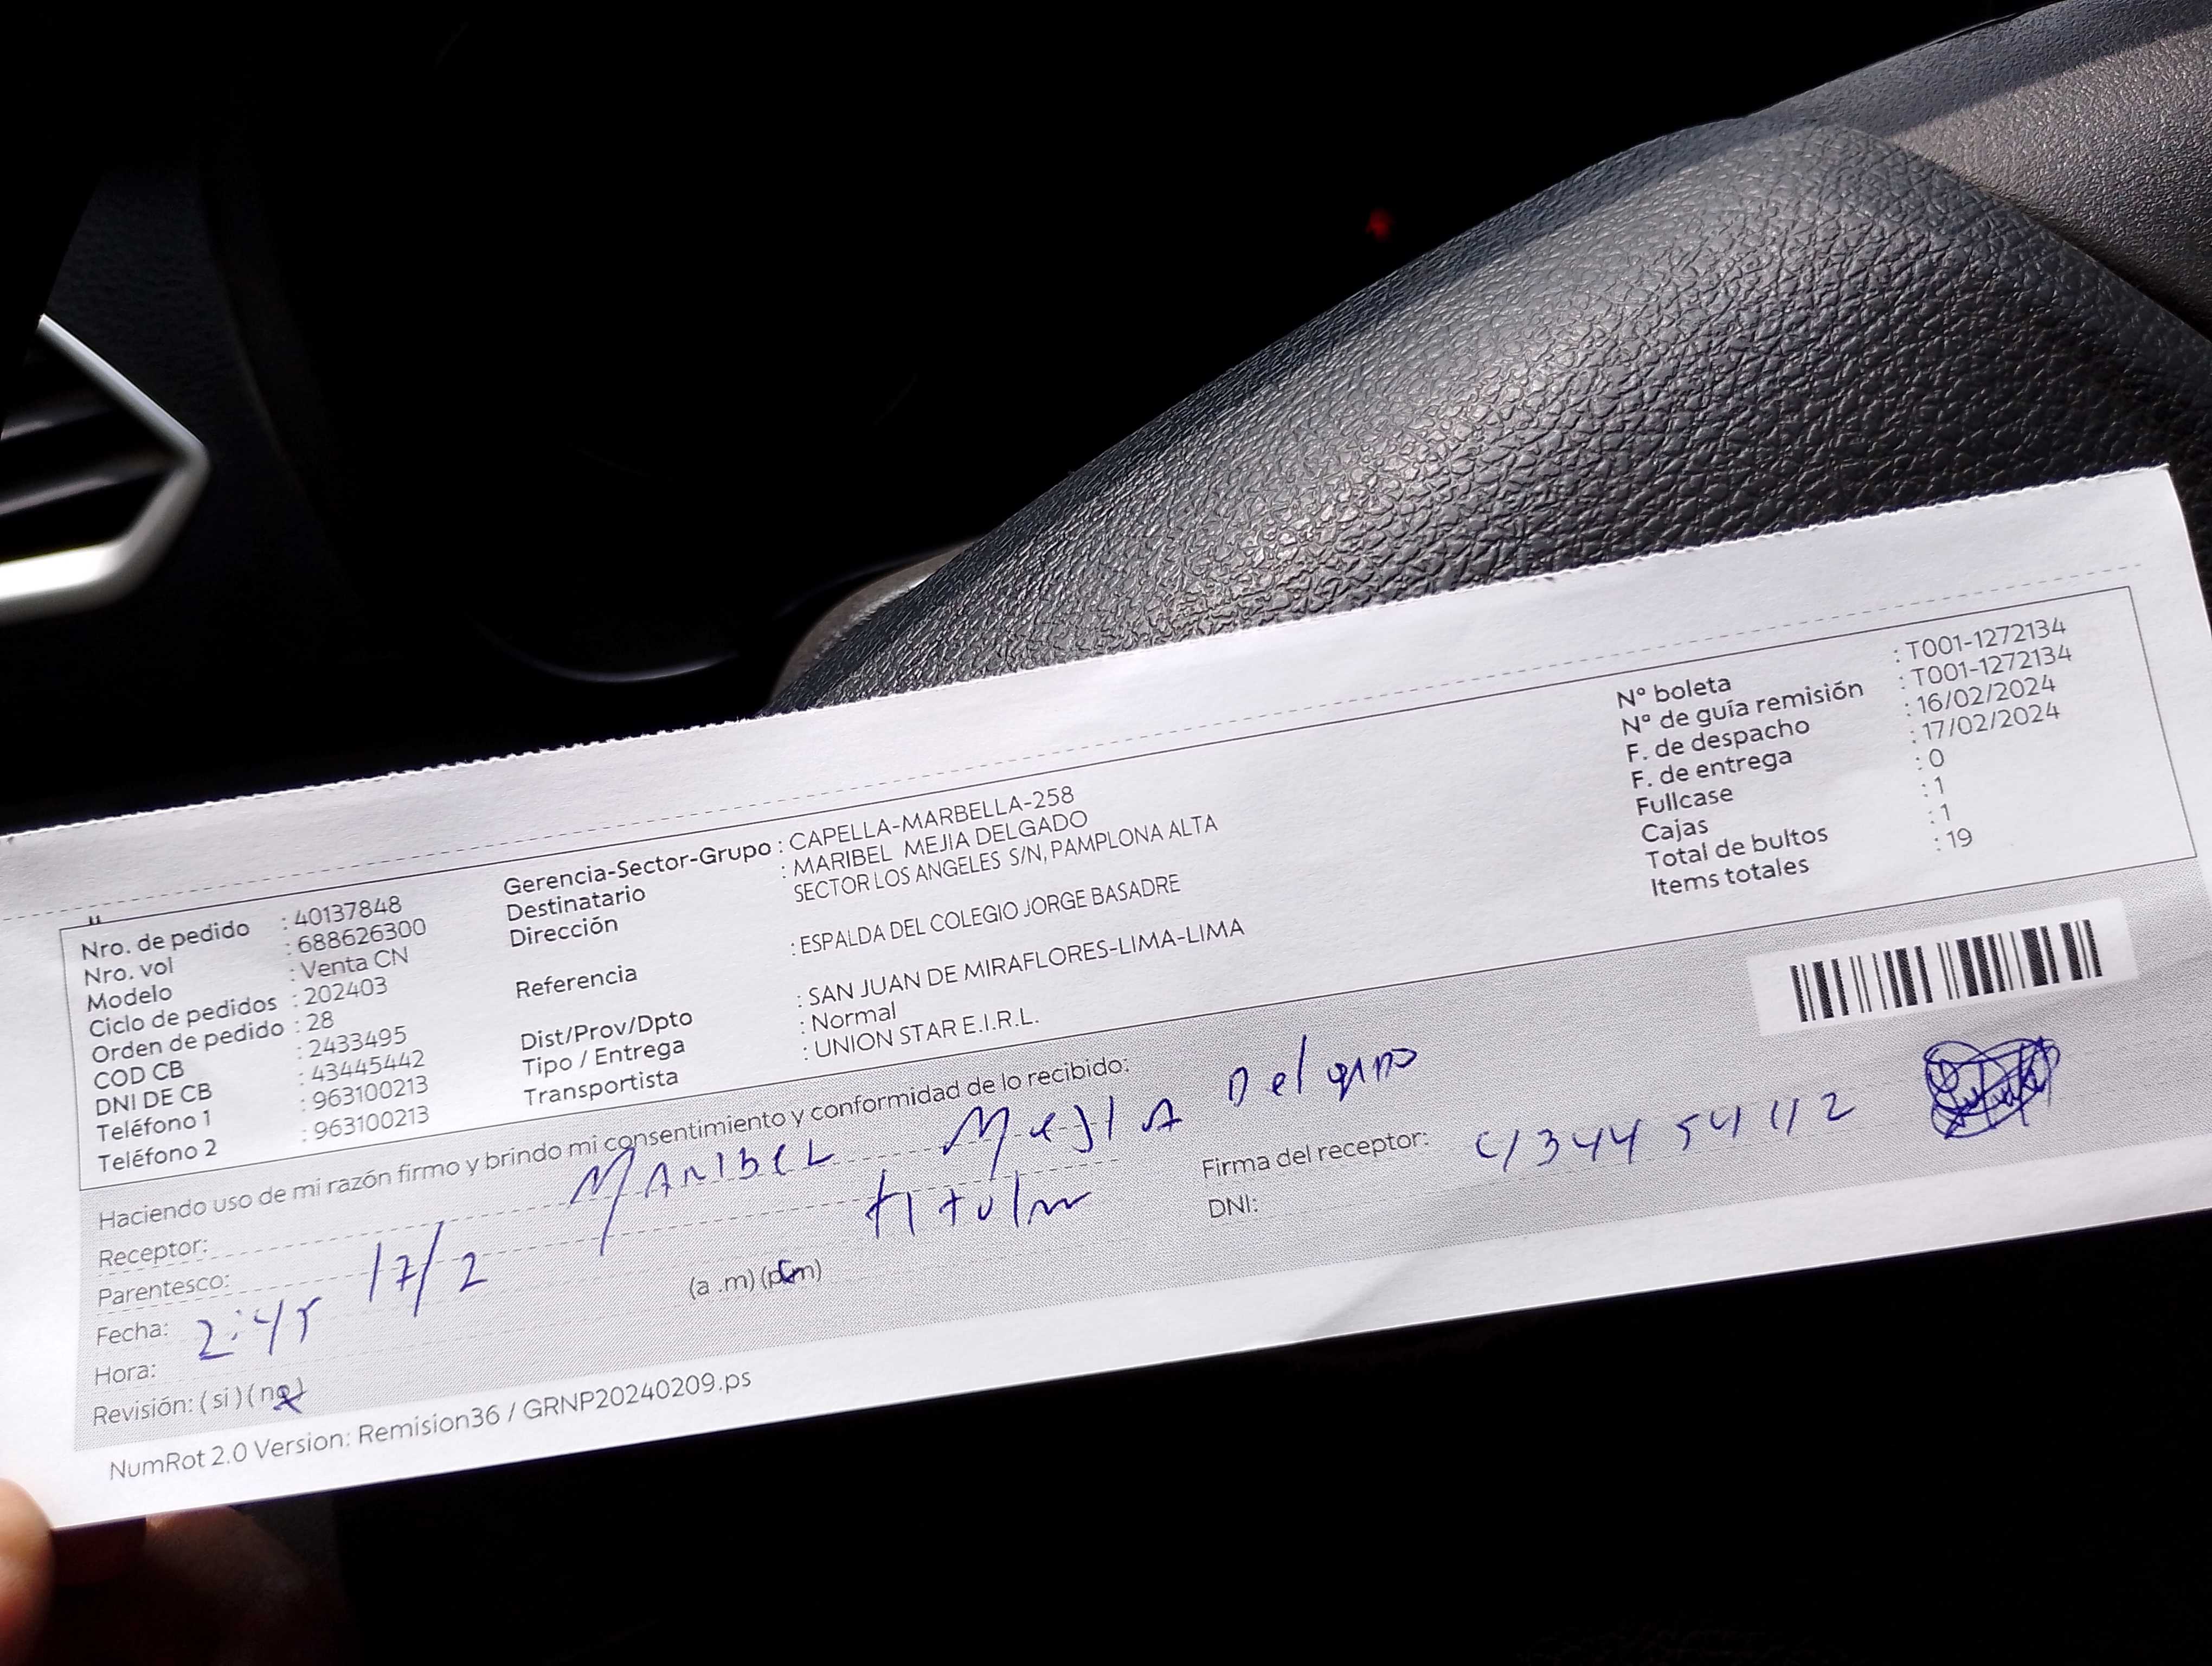 Nro. de pedido : 40137848
Nro. vol : 688626300
Modelo : Venta CN
Ciclo de pedidos : 202403
Orden de pedido : 28
COD CB : 2433495
DNI DE CB : 43445442
Teléfono 1 : 963100213
Teléfono 2 : 963100213
Gerencia-Sector-Grupo : CAPELLA-MARBELLA-258
Destinatario : MARIBEL MEJIA DELGADO
Dirección SECTOR LOS ANGELES S/N, PAMPLONA ALTA
Referencia : ESPALDA DEL COLEGIO JORGE BASADRE
Dist/Prov/Dpto : SAN JUAN DE MIRAFLORES-LIMA-LIMA
Tipo / Entrega : Normal
Transportista : UNION STAR E.I.R.L.
N° boleta : T001-1272134
N° de guía remisión : T001-1272134
F. de despacho : 16/02/2024
F. de entrega : 17/02/2024
Fullcase : 0
Cajas : 1
Total de bultos : 1
Items totales : 19
Haciendo uso de mi razón firmo y brindo mi consentimiento y conformidad de lo recibido:
Receptor: MARIBEL MEJIA Delgado
Parentesco: titular
Fecha: 17/2
Hora: 2:45 (a .m) (p.m)
Revisión: ( si ) ( no )
Firma del receptor:
DNI: 43445442
NumRot 2.0 Version: Remision36 / GRNP20240209.ps